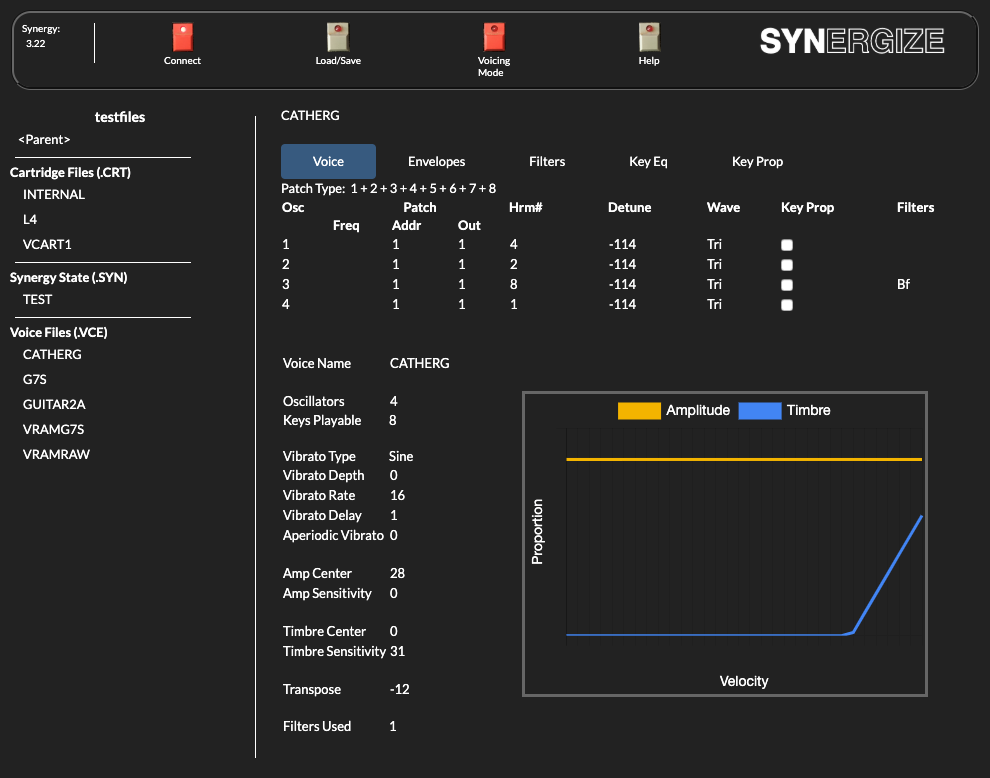 Synergy:
3.22
Connect
Load/Save
Voicing
Mode
Help
SYNERGIZE
testfiles
<Parent>
Cartridge Files (.CRT)
INTERNAL
L4
VCART1
Synergy State (.SYN)
TEST
Voice Files (.VCE)
CATHERG
G7S
GUITAR2A
VRAMG7S
VRAMRAW
CATHERG
Voice Envelopes Filters Key Eq Key Prop
Patch Type: 1 + 2 + 3 + 4 + 5 + 6 + 7 + 8
Osc Patch Hrm# Detune Wave Key Prop Filters
Freq Addr Out
1 1 1 4 -114 Tri
2 1 1 2 -114 Tri
3 1 1 8 -114 Tri Bf
4 1 1 1 -114 Tri
Voice Name CATHERG
Oscillators 4
Keys Playable 8
Vibrato Type Sine
Vibrato Depth 0
Vibrato Rate 16
Vibrato Delay 1
Aperiodic Vibrato 0
Amp Center 28
Amp Sensitivity 0
Timbre Center 0
Timbre Sensitivity 31
Transpose -12
Filters Used 1
Amplitude Timbre
Proportion
Velocity